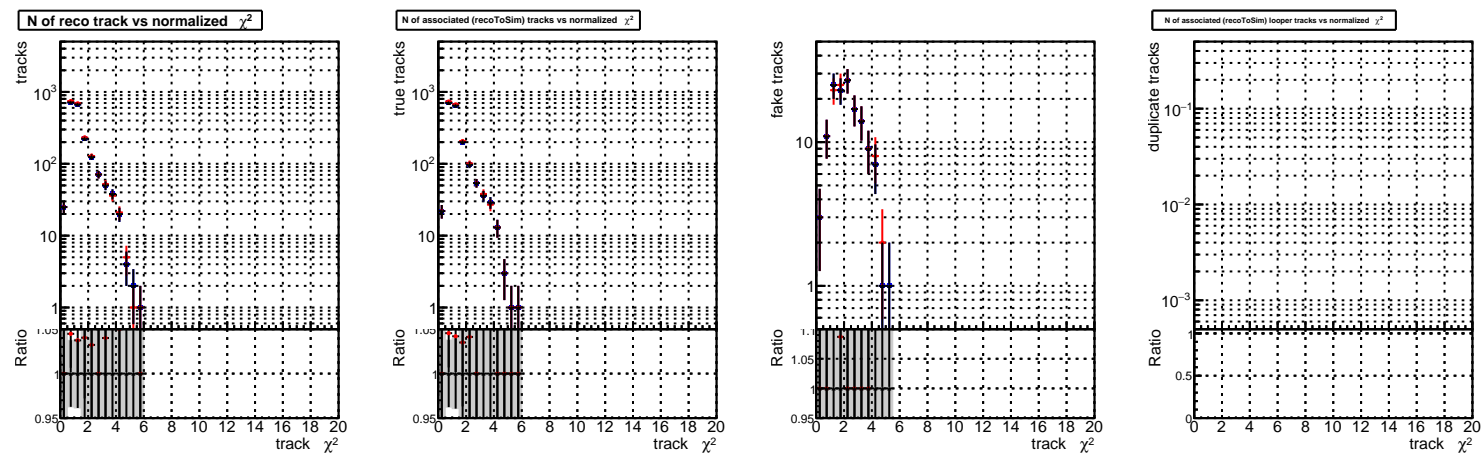 N of reco track vs normalized χ²
tracks
10³
10²
10
1
Ratio
1.05
1
0.95
0 2 4 6 8 10 12 14 16 18 20
track χ²
N of associated (recoToSim) tracks vs normalized χ²
true tracks
10³
10²
10
1
Ratio
1.05
1
0.95
0 2 4 6 8 10 12 14 16 18 20
track χ²
fake tracks
10
1
Ratio
1.1
1.05
1
0.95
0 2 4 6 8 10 12 14 16 18 20
track χ²
N of associated (recoToSim) looper tracks vs normalized χ²
duplicate tracks
10⁻¹
10⁻²
10⁻³
Ratio
1
0.5
0
0 2 4 6 8 10 12 14 16 18 20
track χ²